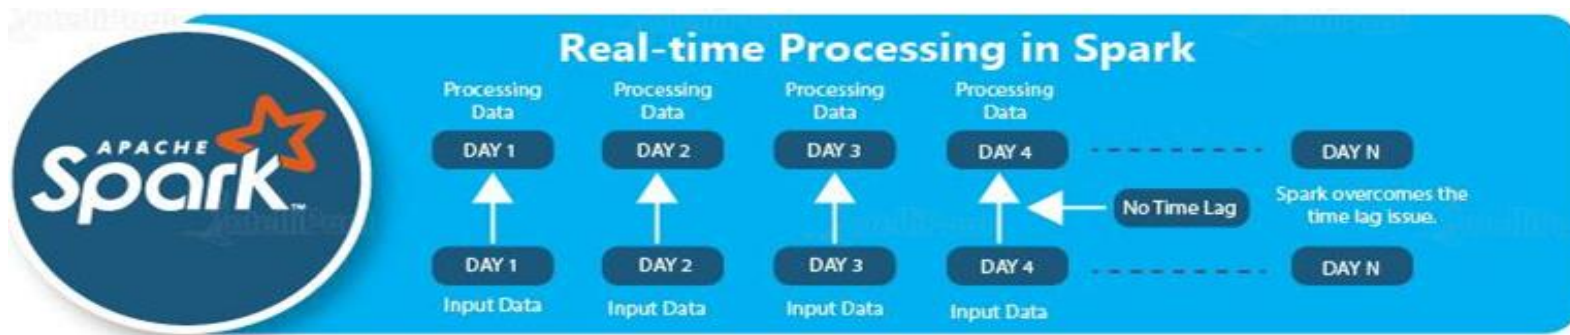 Real-time Processing in Spark
APACHE
Spark™
Processing
Data
Processing
Data
Processing
Data
Processing
Data
DAY 1
DAY 2
DAY 3
DAY 4
DAY N
No Time Lag
Spark overcomes the
time lag issue.
DAY 1
DAY 2
DAY 3
DAY 4
DAY N
Input Data
Input Data
Input Data
Input Data